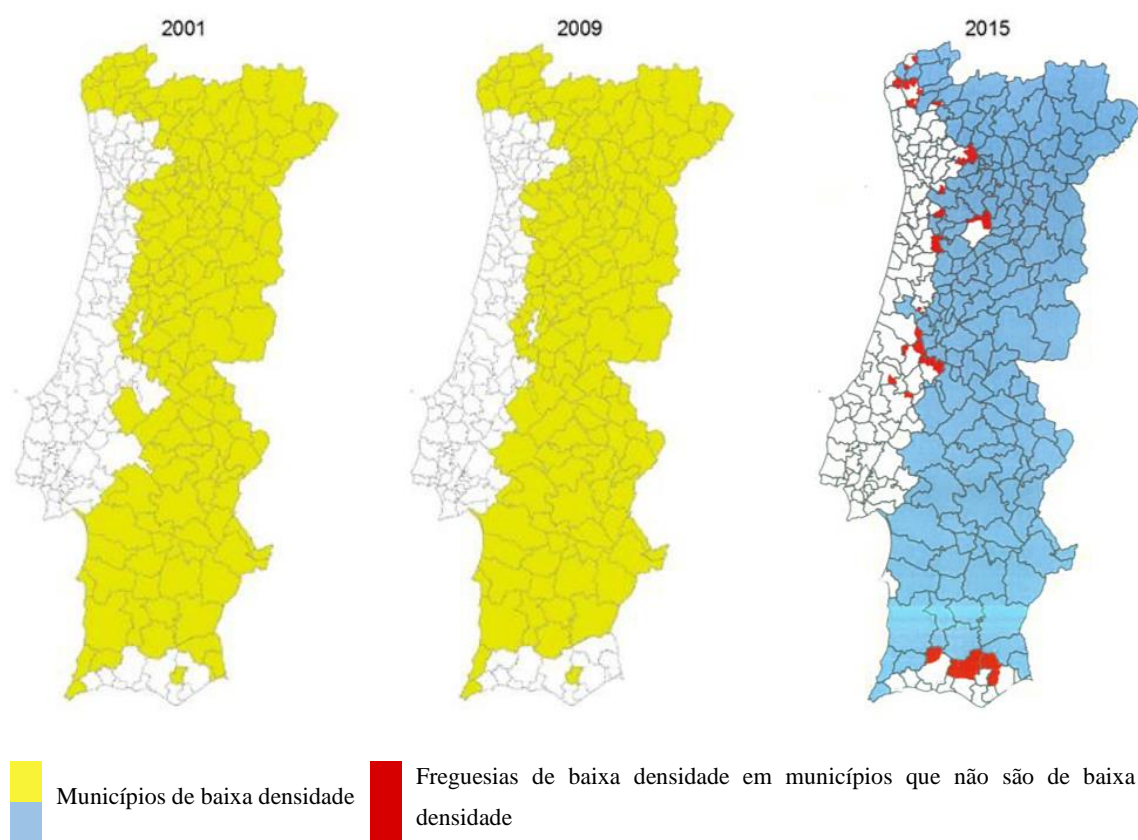 2001
2009
2015
Municípios de baixa densidade
Freguesias de baixa densidade em municípios que não são de baixa
densidade